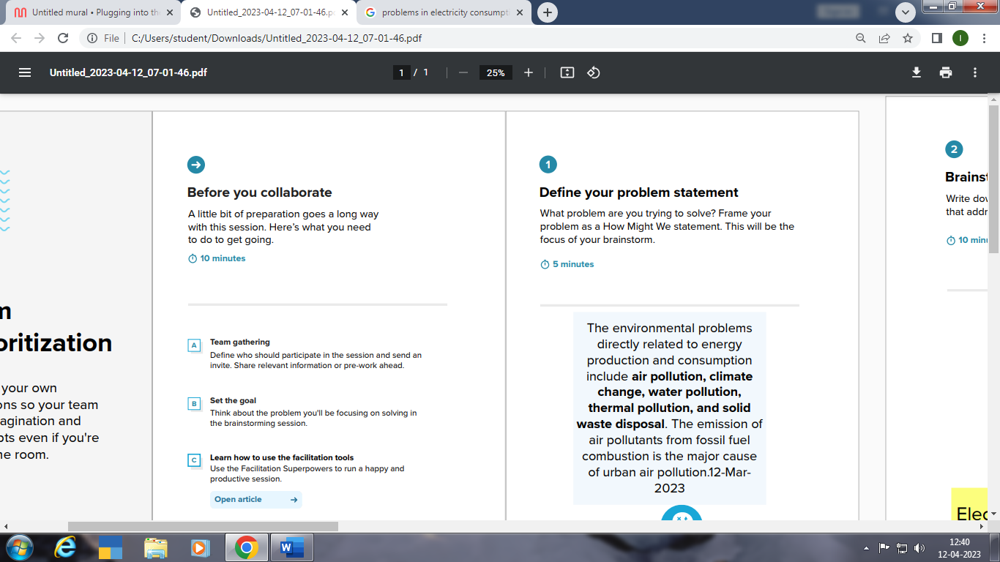 Untitled mural • Plugging into th
Untitled_2023-04-12_07-01-46.p
problems in electricity consumpt
File
C:/Users/student/Downloads/Untitled_2023-04-12_07-01-46.pdf
I
Untitled_2023-04-12_07-01-46.pdf
1 / 1
25%
oritization
your own
ons so your team
agination and
pts even if you're
ne room.
Before you collaborate
A little bit of preparation goes a long way
with this session. Here's what you need
to do to get going.
10 minutes
A
Team gathering
Define who should participate in the session and send an
invite. Share relevant information or pre-work ahead.
B
Set the goal
Think about the problem you'll be focusing on solving in
the brainstorming session.
C
Learn how to use the facilitation tools
Use the Facilitation Superpowers to run a happy and
productive session.
Open article
1
Define your problem statement
What problem are you trying to solve? Frame your
problem as a How Might We statement. This will be the
focus of your brainstorm.
5 minutes
The environmental problems
directly related to energy
production and consumption
include air pollution, climate
change, water pollution,
thermal pollution, and solid
waste disposal. The emission of
air pollutants from fossil fuel
combustion is the major cause
of urban air pollution.12-Mar-
2023
2
Brainst
Write dov
that addr
10 minu
Elec
12:40
12-04-2023